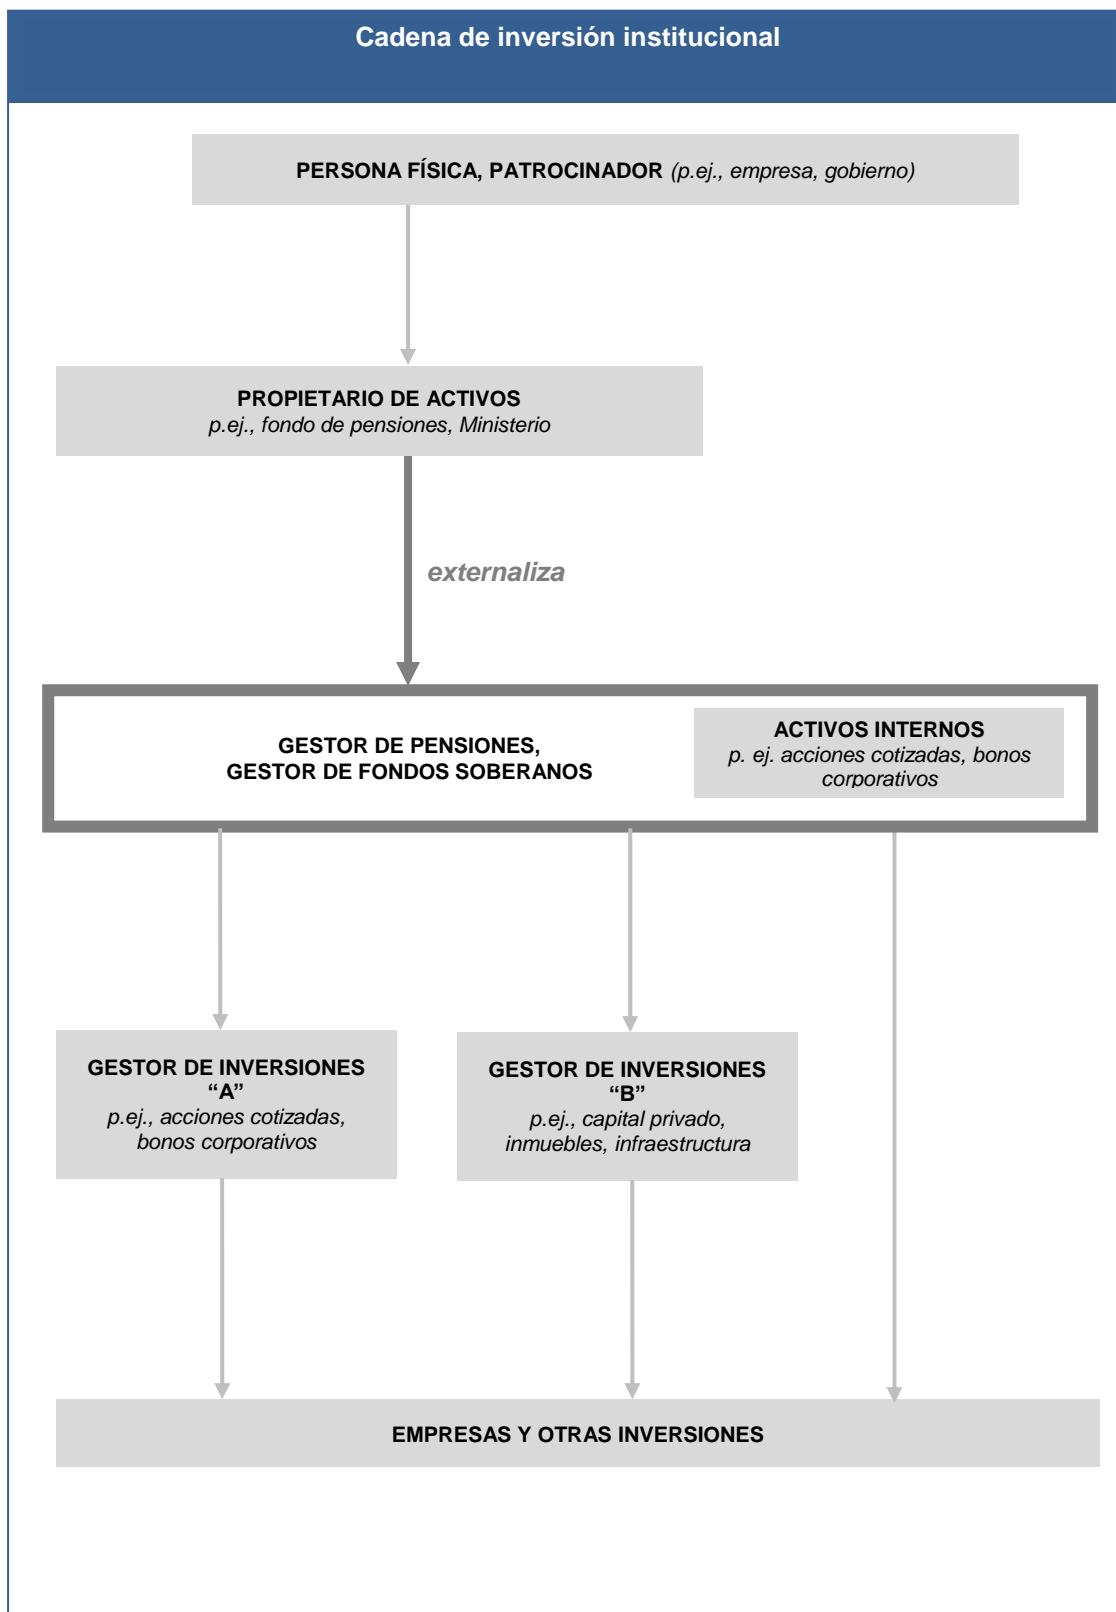 Cadena de inversión institucional
PERSONA FÍSICA, PATROCINADOR (p.ej., empresa, gobierno)
PROPIETARIO DE ACTIVOS
p.ej., fondo de pensiones, Ministerio
externaliza
GESTOR DE PENSIONES,
GESTOR DE FONDOS SOBERANOS
ACTIVOS INTERNOS
p. ej. acciones cotizadas, bonos
corporativos
GESTOR DE INVERSIONES
“A”
p.ej., acciones cotizadas,
bonos corporativos
GESTOR DE INVERSIONES
“B”
p.ej., capital privado,
inmuebles, infraestructura
EMPRESAS Y OTRAS INVERSIONES